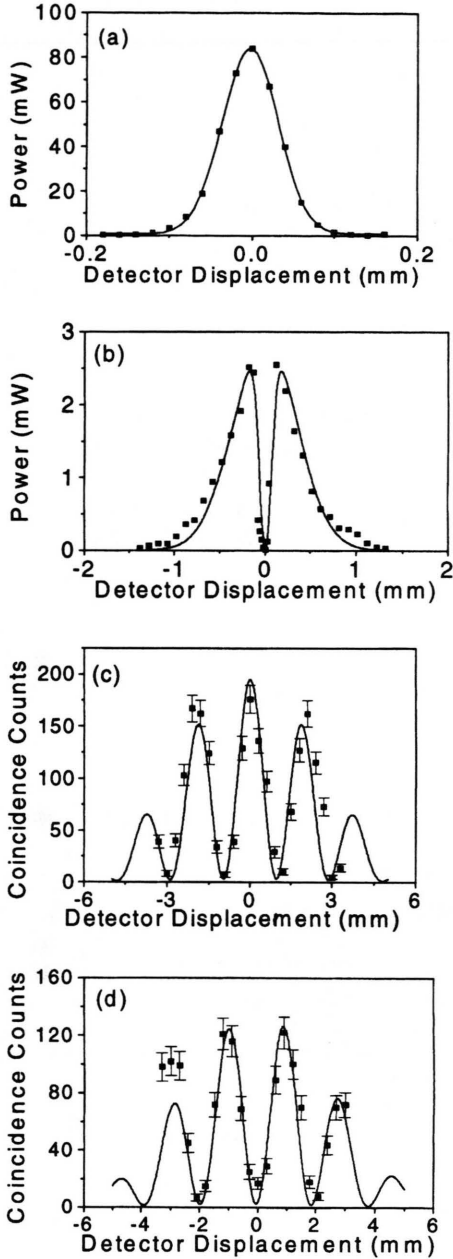 (a)
100
80
60
40
20
0
Power (mW)
-0.2 0.0 0.2
Detector Displacement (mm)
(b)
3
2
1
0
Power (mW)
-2 -1 0 1 2
Detector Displacement (mm)
(c)
200
150
100
50
0
Coincidence Counts
-6 -3 0 3 6
Detector Displacement (mm)
(d)
160
120
80
40
0
Coincidence Counts
-6 -4 -2 0 2 4 6
Detector Displacement (mm)